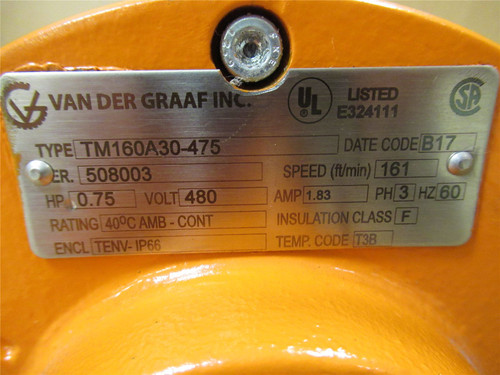 VAN DER GRAAF INC. UL LISTED SA
E324111
TYPE TM160A30-475 DATE CODE B17
ER. 508003 SPEED (ft/min) 161
HP 0.75 VOLT 480 AMP 1.83 PH 3 HZ 60
RATING 40ºC AMB - CONT INSULATION CLASS F
ENCL TENV- IP66 TEMP. CODE T3B